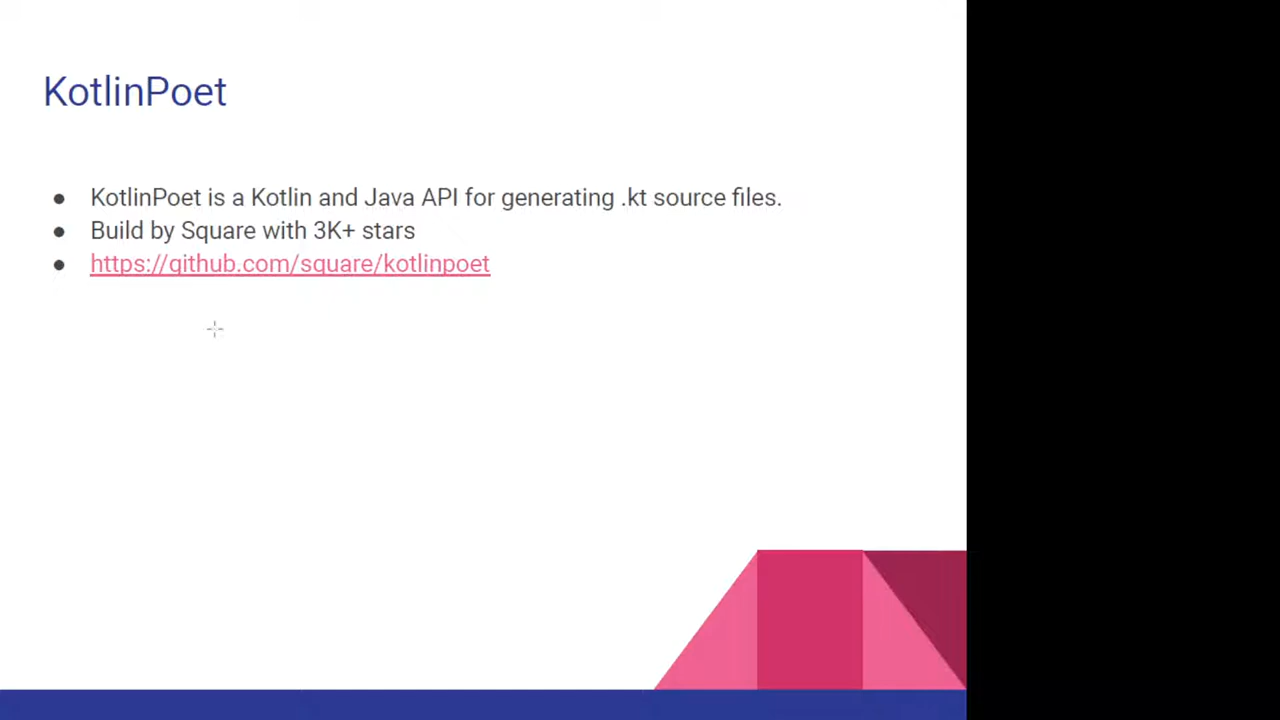 KotlinPoet
● KotlinPoet is a Kotlin and Java API for generating .kt source files.
● Build by Square with 3K+ stars
● https://github.com/square/kotlinpoet